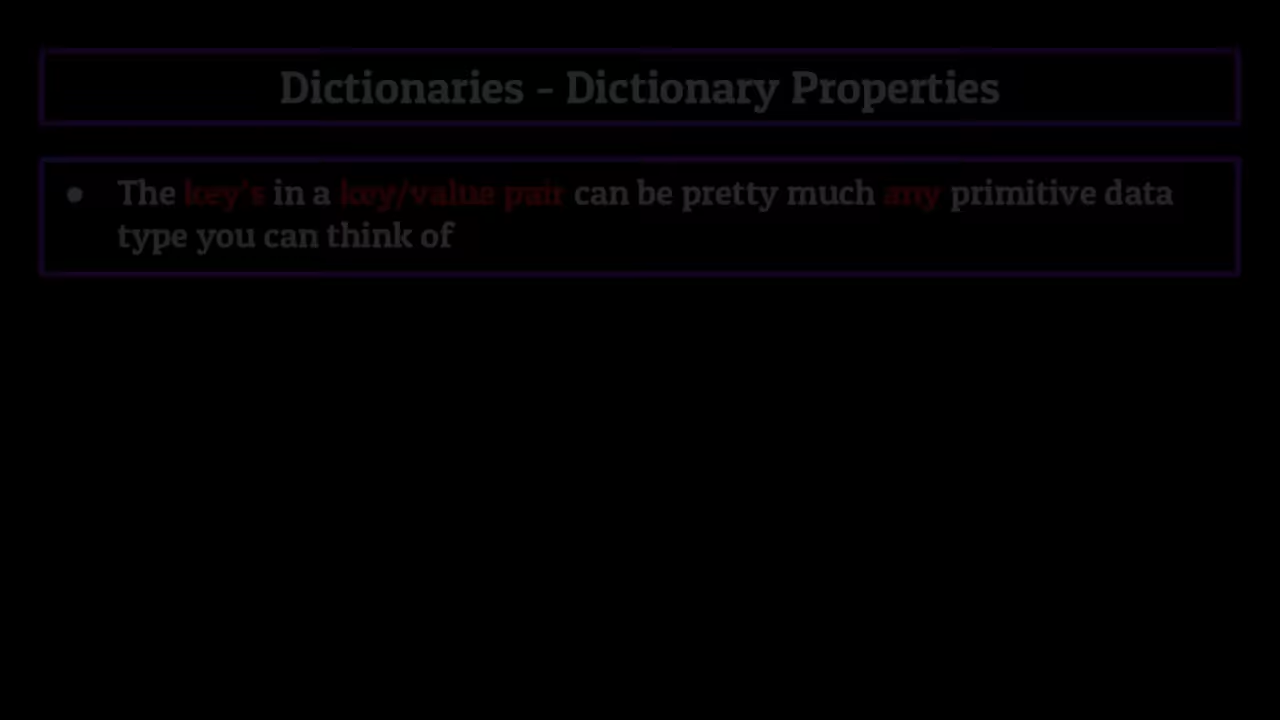 Dictionaries - Dictionary Properties
● The key's in a key/value pair can be pretty much any primitive data
type you can think of